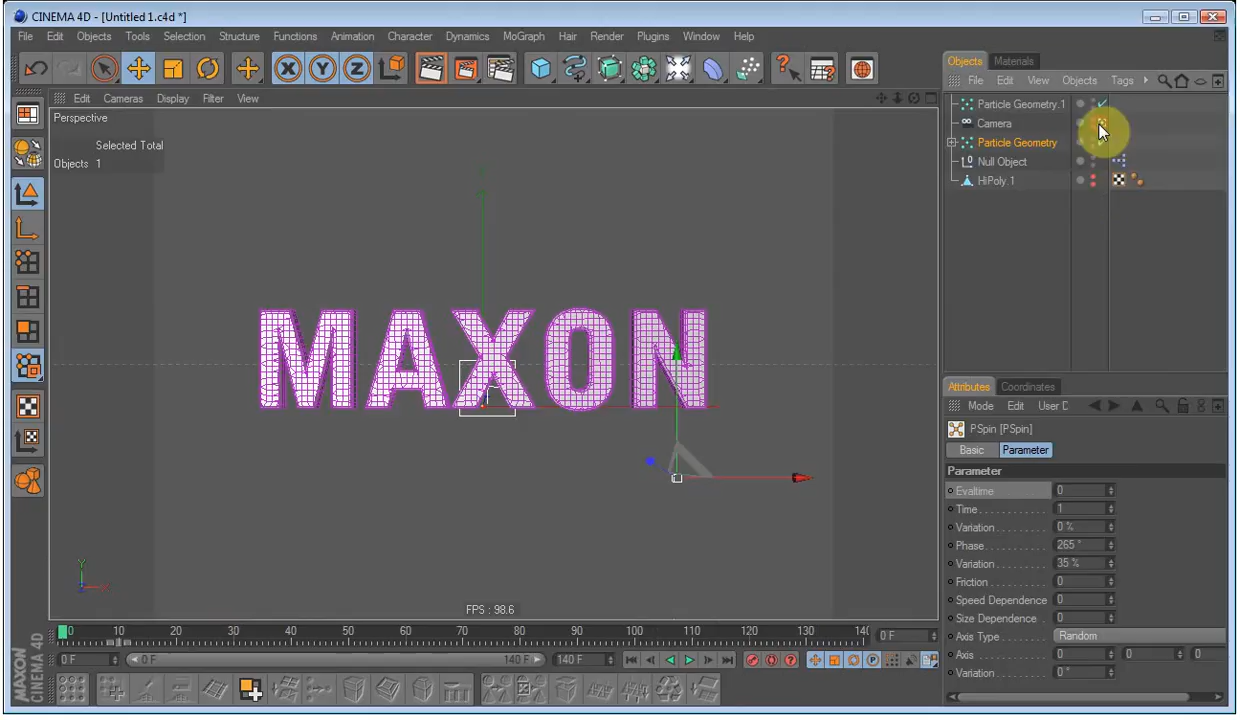 CINEMA 4D - [Untitled 1.c4d *]
File Edit Objects Tools Selection Structure Functions Animation Character Dynamics MoGraph Hair Render Plugins Window Help
X Y Z
Objects Materials
File Edit View Objects Tags
Edit Cameras Display Filter View
Perspective
Selected Total
Objects 1
Particle Geometry.1
Camera
Particle Geometry
Null Object
HiPoly.1
MAXON
Attributes Coordinates
Mode Edit User D
PSpin [PSpin]
Basic Parameter
Parameter
Evaltime 0
Time 1
Variation 0 %
Phase 265 °
Variation 35 %
Friction 0
Speed Dependence 0
Size Dependence 0
Axis Type Random
Axis 0 0 0
Variation 0 °
Y
X
FPS : 98.6
0 10 20 30 40 50 60 70 80 90 100 110 120 130 14 0 F
0 F 0 F 140 F 140 F
MAXON
CINEMA 4D